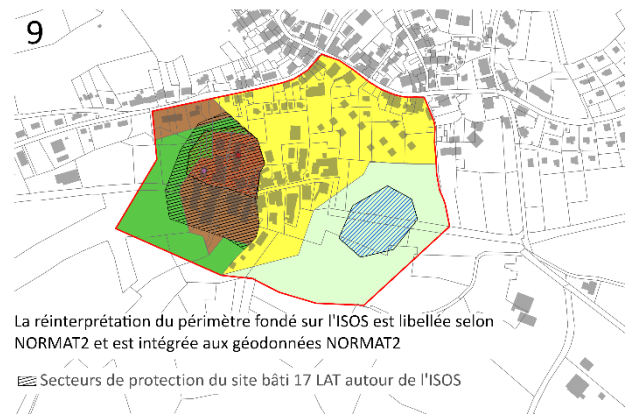 9
La réinterprétation du périmètre fondé sur l'ISOS est libellée selon
NORMAT2 et est intégrée aux géodonnées NORMAT2
Secteurs de protection du site bâti 17 LAT autour de l'ISOS